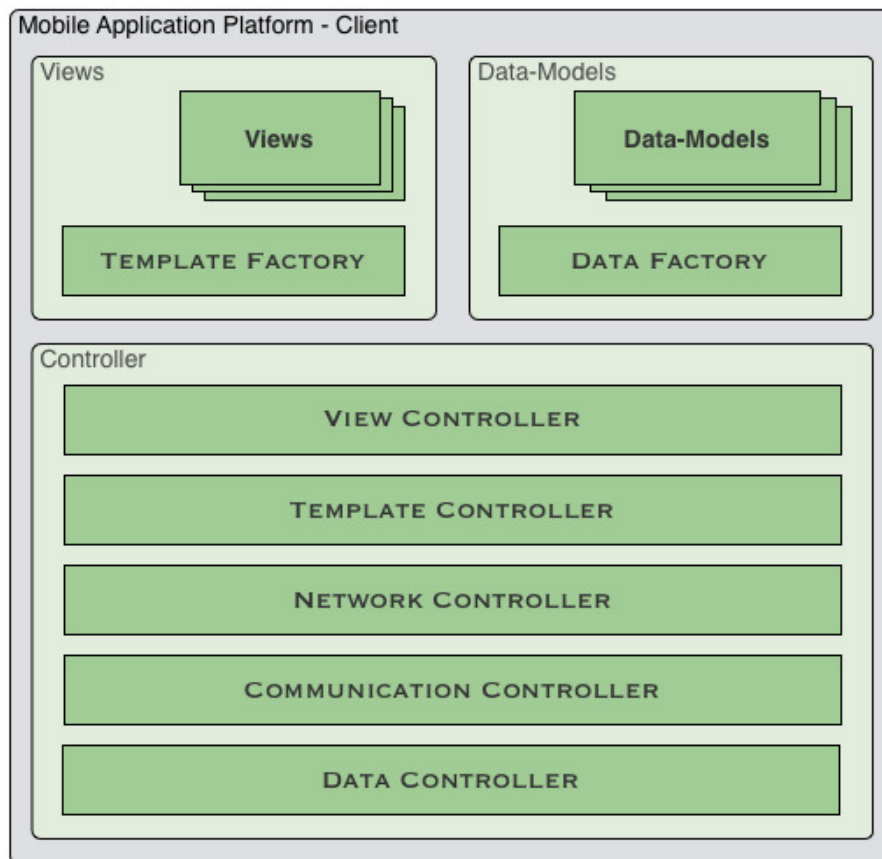 Mobile Application Platform - Client
Views
Views
TEMPLATE FACTORY
Data-Models
Data-Models
DATA FACTORY
Controller
VIEW CONTROLLER
TEMPLATE CONTROLLER
NETWORK CONTROLLER
COMMUNICATION CONTROLLER
DATA CONTROLLER